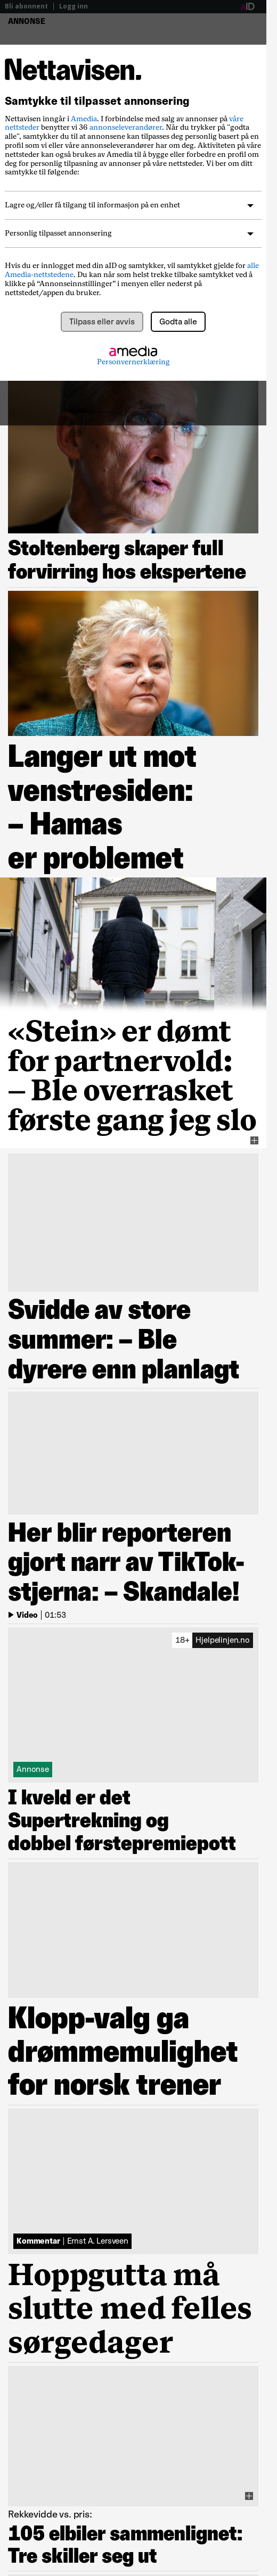 Bli abonnent | Logg inn
aID
ANNONSE
Nettavisen.
Samtykke til tilpasset annonsering
Nettavisen inngår i Amedia. I forbindelse med salg av annonser på våre
nettsteder benytter vi 36 annonseleverandører. Når du trykker på "godta
alle", samtykker du til at annonsene kan tilpasses deg personlig basert på en
profil som vi eller våre annonseleverandører har om deg. Aktiviteten på våre
nettsteder kan også brukes av Amedia til å bygge eller forbedre en profil om
deg for personlig tilpasning av annonser på våre nettsteder. Vi ber om ditt
samtykke til følgende:
Lagre og/eller få tilgang til informasjon på en enhet
Personlig tilpasset annonsering
Hvis du er innlogget med din aID og samtykker, vil samtykket gjelde for alle
Amedia-nettstedene. Du kan når som helst trekke tilbake samtykket ved å
klikke på “Annonseinnstillinger” i menyen eller nederst på
nettstedet/appen du bruker.
Tilpass eller avvis
Godta alle
amedia
Personvernerklæring
Stoltenberg skaper full
forvirring hos ekspertene
Langer ut mot
venstresiden:
– Hamas
er problemet
«Stein» er dømt
for partnervold:
– Ble overrasket
første gang jeg slo
Svidde av store
summer: – Ble
dyrere enn planlagt
Her blir reporteren
gjort narr av TikTok-
stjerna: – Skandale!
Video | 01:53
18+ Hjelpelinjen.no
Annonse
I kveld er det
Supertrekning og
dobbel førstepremiepott
Klopp-valg ga
drømmemulighet
for norsk trener
Kommentar | Ernst A. Lersveen
Hoppgutta må
slutte med felles
sørgedager
Rekkevidde vs. pris:
105 elbiler sammenlignet:
Tre skiller seg ut